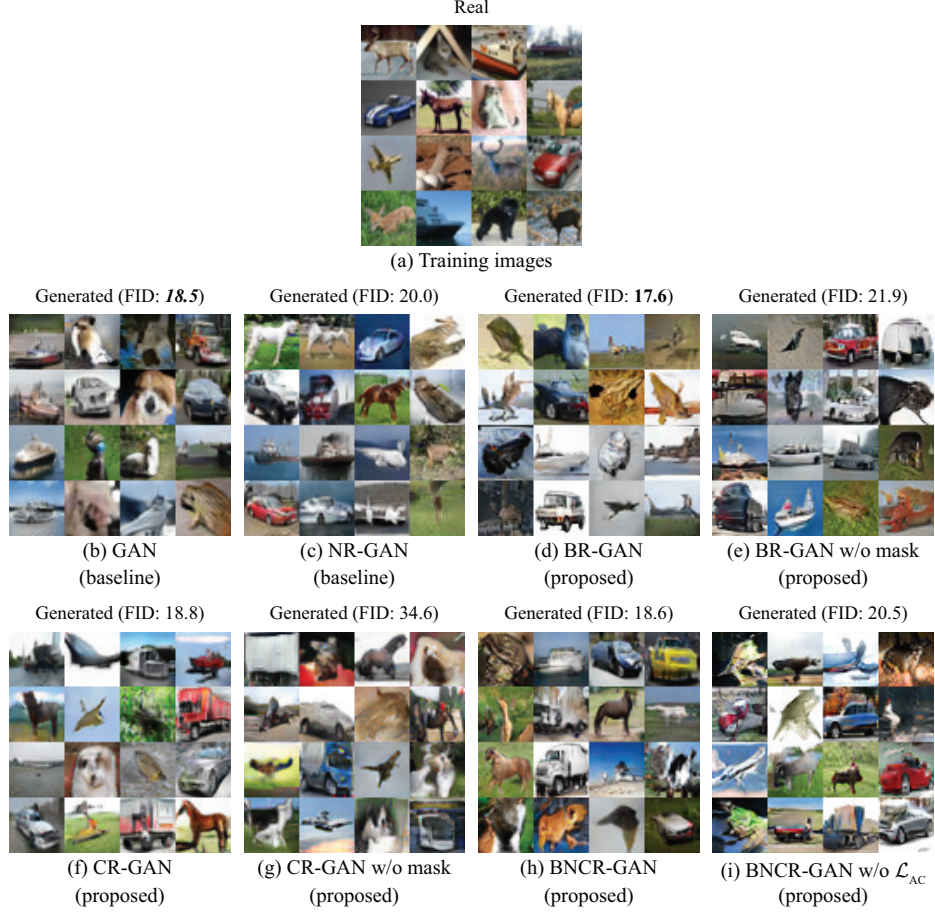 Real
(a) Training images
Generated (FID: 18.5)
Generated (FID: 20.0)
Generated (FID: 17.6)
Generated (FID: 21.9)
(b) GAN
(baseline)
(c) NR-GAN
(baseline)
(d) BR-GAN
(proposed)
(e) BR-GAN w/o mask
(proposed)
Generated (FID: 18.8)
Generated (FID: 34.6)
Generated (FID: 18.6)
Generated (FID: 20.5)
(f) CR-GAN
(proposed)
(g) CR-GAN w/o mask
(proposed)
(h) BNCR-GAN
(proposed)
(i) BNCR-GAN w/o ℒAC
(proposed)